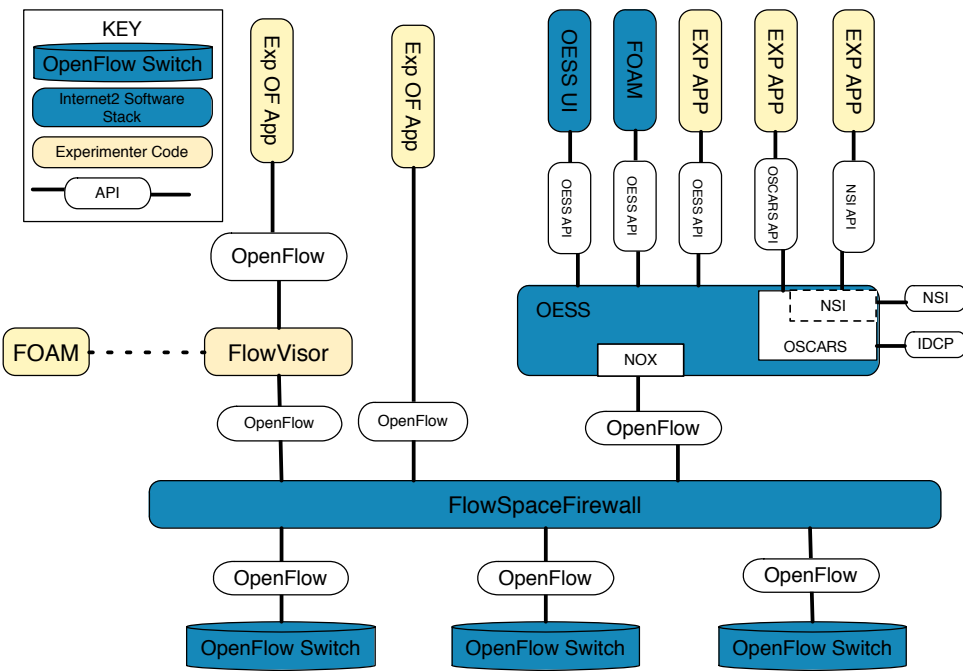 KEY
OpenFlow Switch
Internet2 Software
Stack
Experimenter Code
API
Exp OF App
Exp OF App
OESS UI
FOAM
EXP APP
EXP APP
EXP APP
OESS API
OESS API
OESS API
OSCARS API
NSI API
OpenFlow
OESS
NSI
NSI
OSCARS
IDCP
NOX
FOAM
FlowVisor
OpenFlow
OpenFlow
OpenFlow
FlowSpaceFirewall
OpenFlow
OpenFlow
OpenFlow
OpenFlow Switch
OpenFlow Switch
OpenFlow Switch